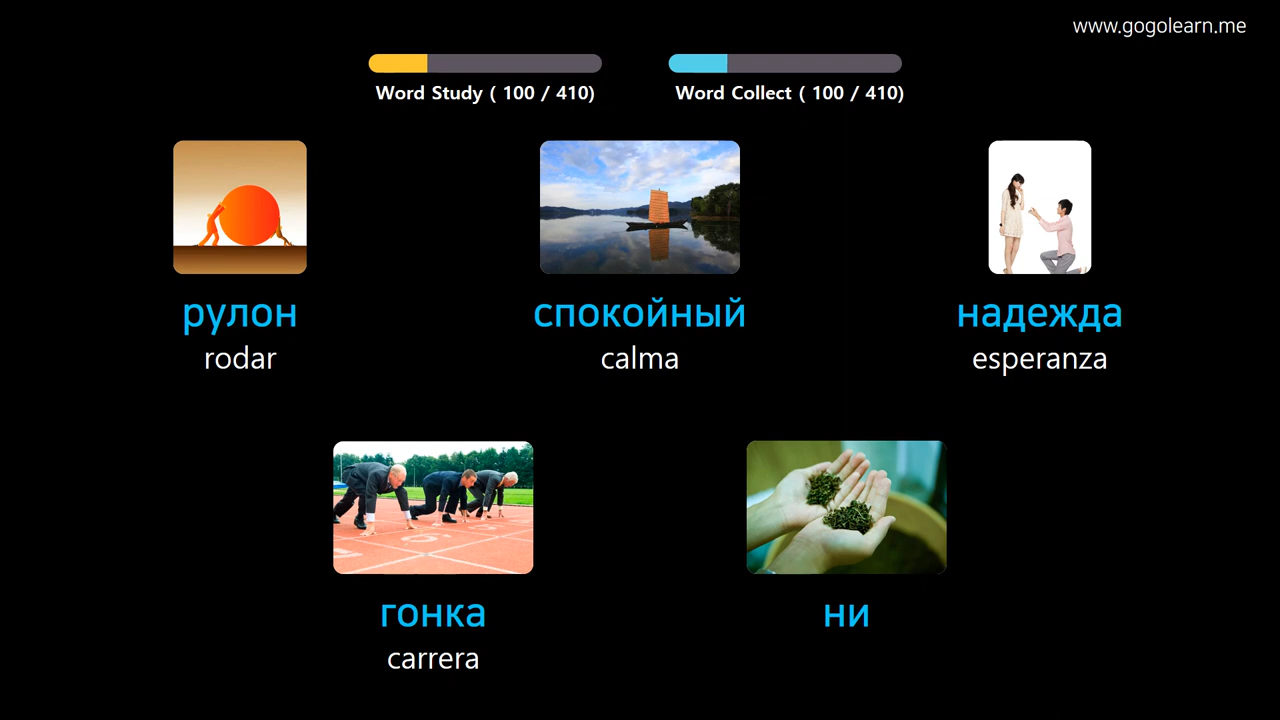 www.gogolearn.me
Word Study ( 100 / 410)
Word Collect ( 100 / 410)
рулон
rodar
спокойный
calma
надежда
esperanza
гонка
carrera
ни